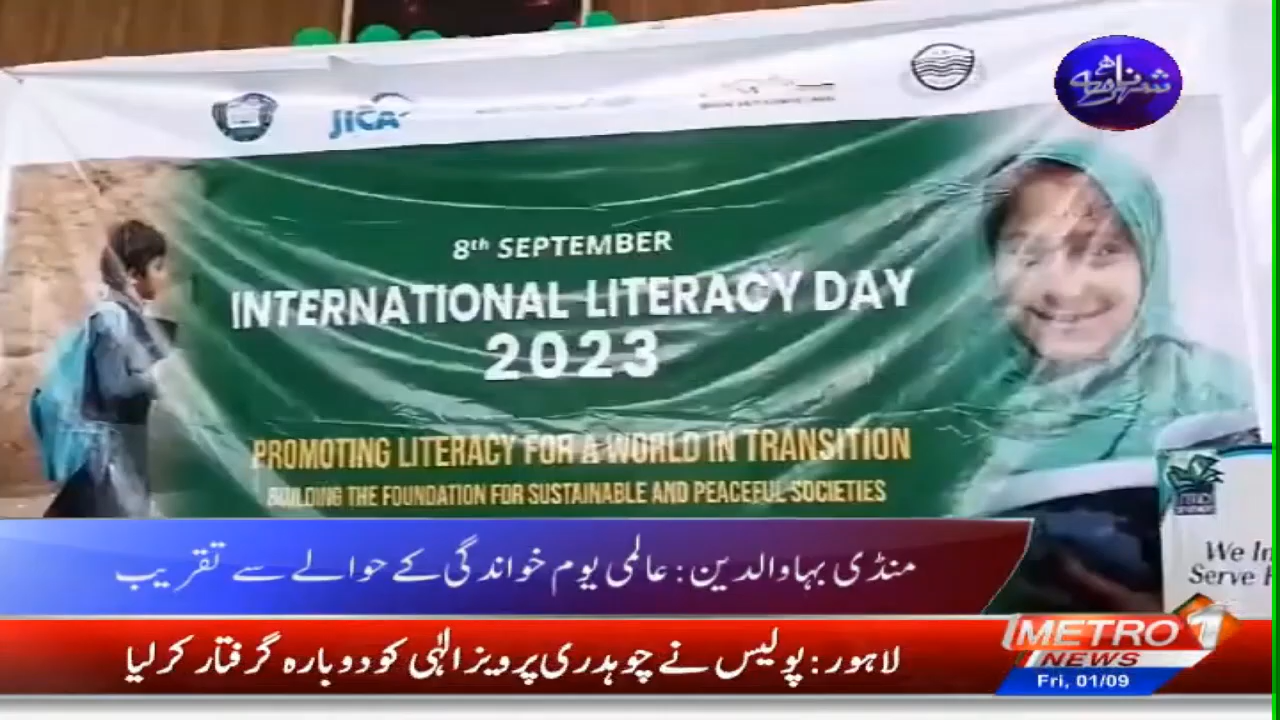 JICA
شہرنامہ
8th SEPTEMBER
INTERNATIONAL LITERACY DAY
2023
PROMOTING LITERACY FOR A WORLD IN TRANSITION
BUILDING THE FOUNDATION FOR SUSTAINABLE AND PEACEFUL SOCIETIES
We
Serve
منڈی بہاوالدین: عالمی یوم خواندگی کے حوالے سے تقریب
لاہور: پولیس نے چوہدری پرویز الٰہی کو دوبارہ گرفتار کرلیا
METRO 1
NEWS
Fri, 01/09